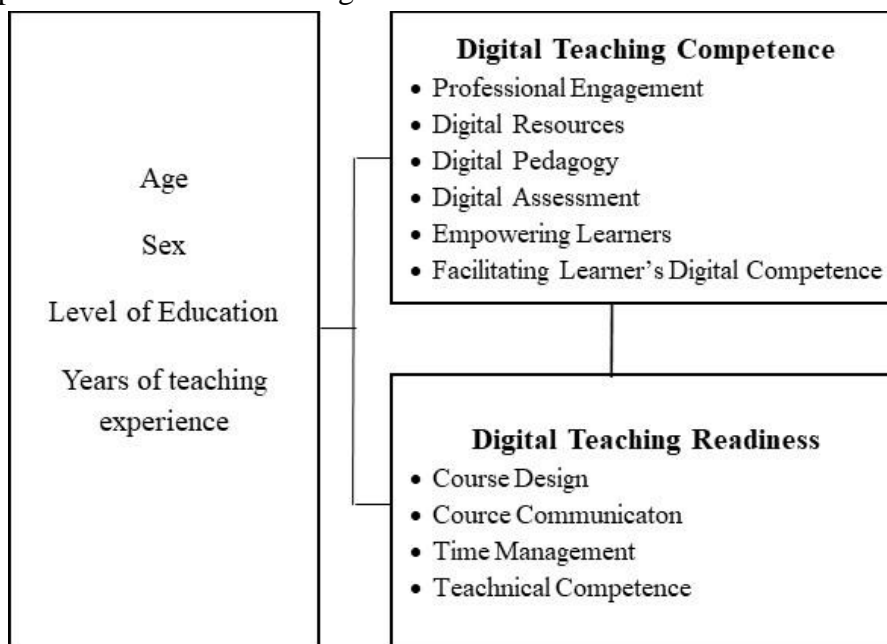 Age
Sex
Level of Education
Years of teaching
experience
Digital Teaching Competence
• Professional Engagement
• Digital Resources
• Digital Pedagogy
• Digital Assessment
• Empowering Learners
• Facilitating Learner's Digital Competence
Digital Teaching Readiness
• Course Design
• Cource Communicaton
• Time Management
• Teachnical Competence